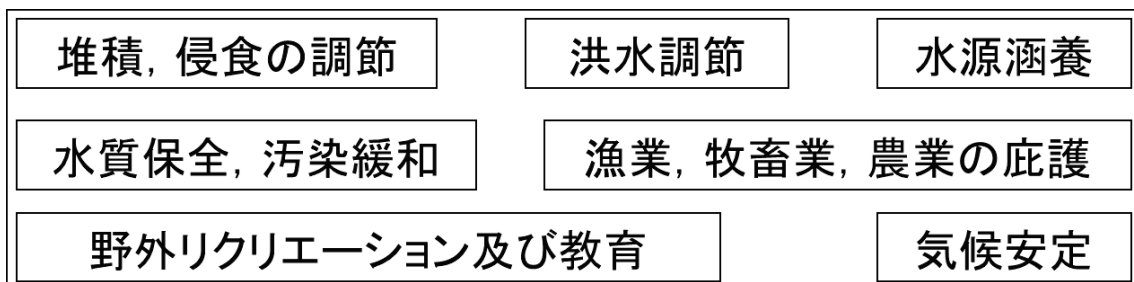 堆積，侵食の調節
洪水調節
水源涵養
水質保全，汚染緩和
漁業，牧畜業，農業の庇護
野外リクリエーション及び教育
気候安定